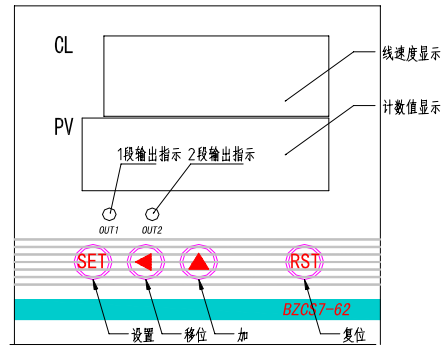 CL
线速度显示
计数值显示
PV
1段输出指示 2段输出指示
OUT1 OUT2
SET RST
BZCS7-62
设置 移位 加 复位